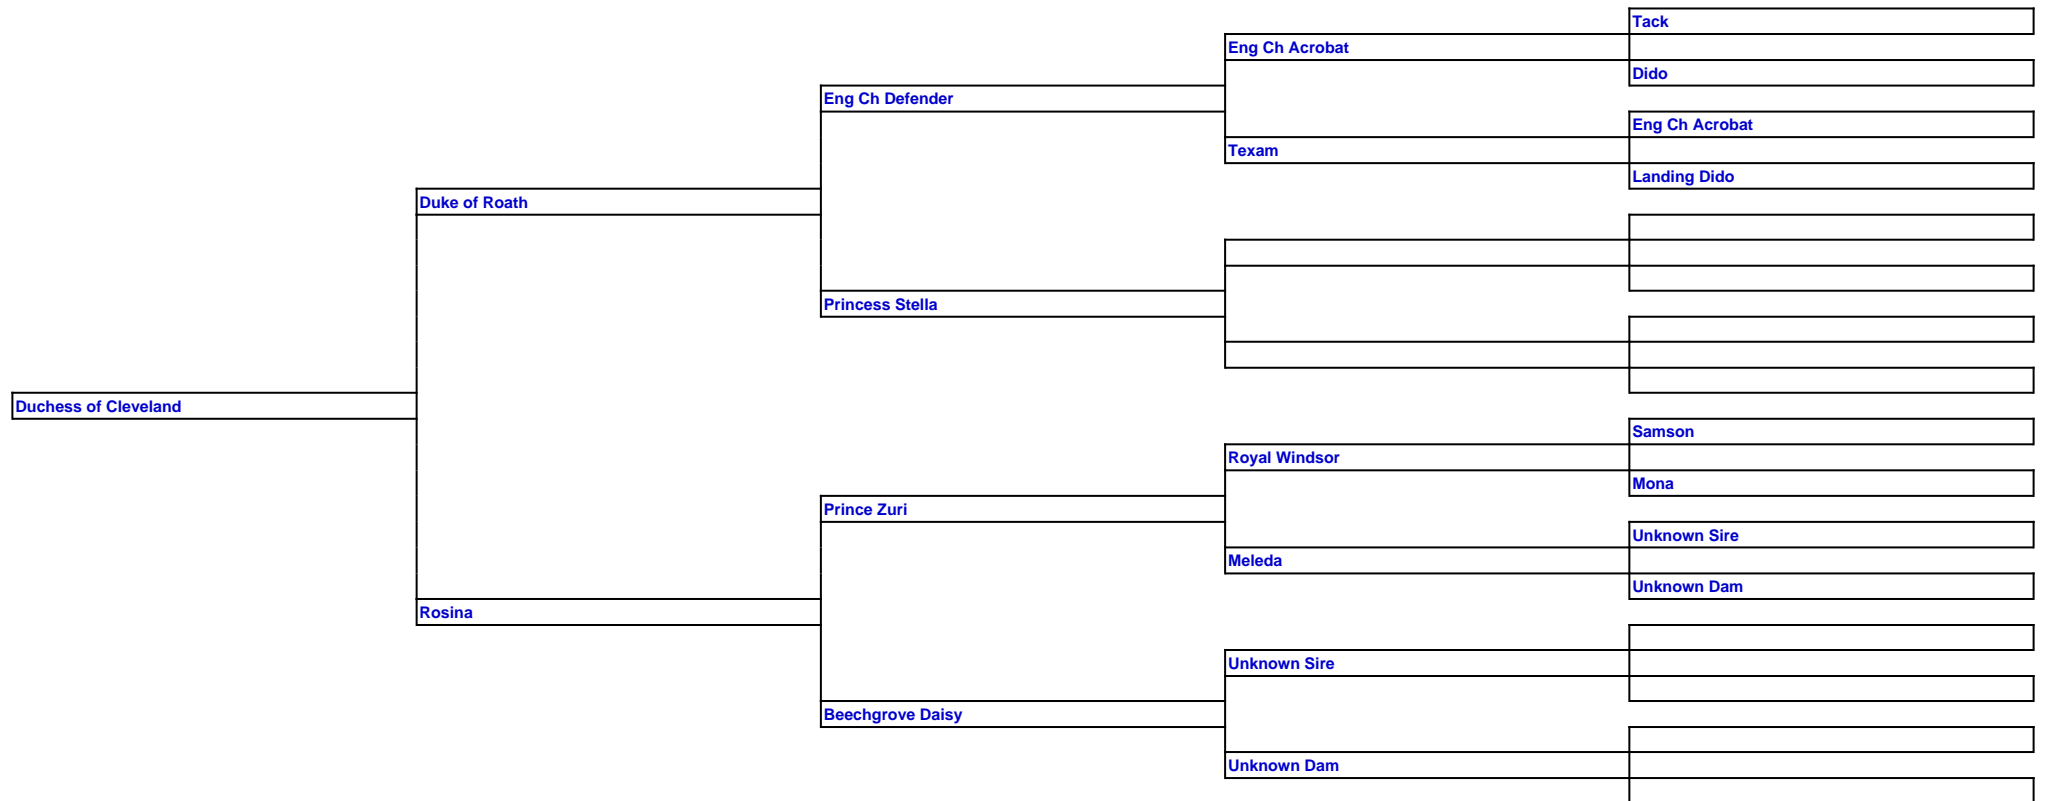 Tack
Eng Ch Acrobat
Dido
Eng Ch Defender
Eng Ch Acrobat
Texam
Landing Dido
Duke of Roath
Princess Stella
Duchess of Cleveland
Samson
Royal Windsor
Mona
Prince Zuri
Unknown Sire
Meleda
Unknown Dam
Rosina
Unknown Sire
Beechgrove Daisy
Unknown Dam